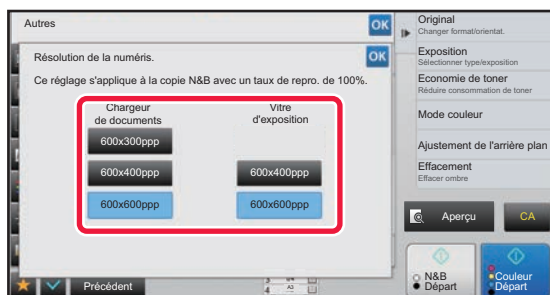 Autres
OK
Résolution de la numéris.
OK
Ce réglage s'applique à la copie N&B avec un taux de repro. de 100%.
Chargeur
de documents
Vitre
d'exposition
600x300ppp
600x400ppp
600x400ppp
600x600ppp
600x600ppp
Précédent
Original
Changer format/orientat.
Exposition
Sélectionner type/exposition
Economie de toner
Réduire consommation de toner
Mode couleur
Ajustement de l'arrière plan
Effacement
Effacer ombre
Aperçu
CA
N&B
Départ
Couleur
Départ
A3
4